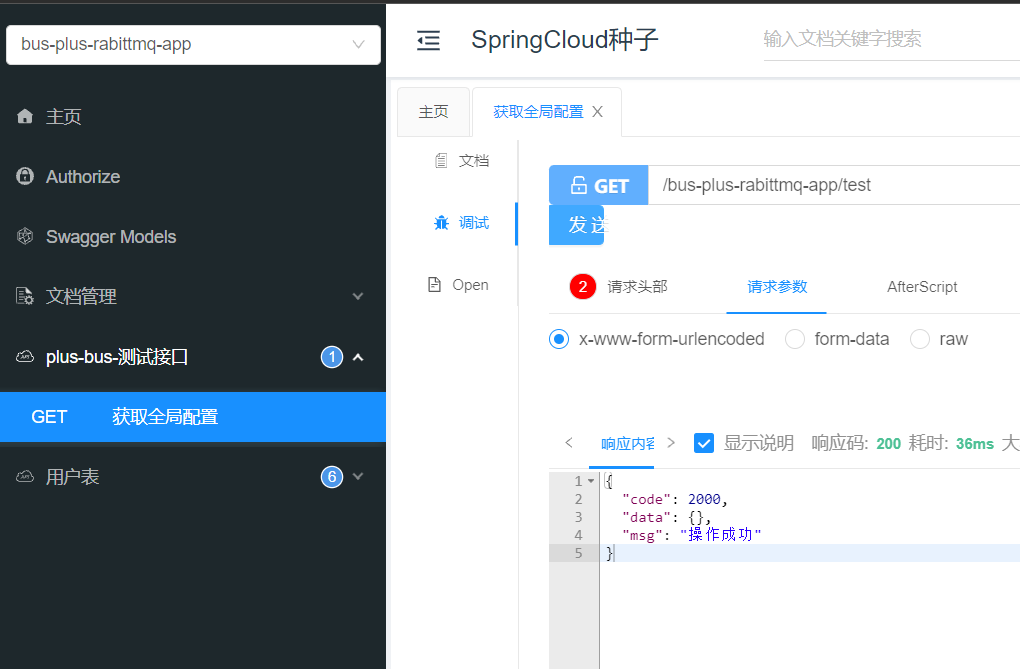 bus-plus-rabittmq-app
主页
Authorize
Swagger Models
文档管理
plus-bus-测试接口 1
GET 获取全局配置
用户表 6
SpringCloud种子 输入文档关键字搜索
主页 获取全局配置
文档
调试
Open
GET /bus-plus-rabittmq-app/test
发送
2 请求头部 请求参数 AfterScript
x-www-form-urlencoded form-data raw
响应内容 显示说明 响应码: 200 耗时: 36ms 大
1 {
2 "code": 2000,
3 "data": {},
4 "msg": "操作成功"
5 }